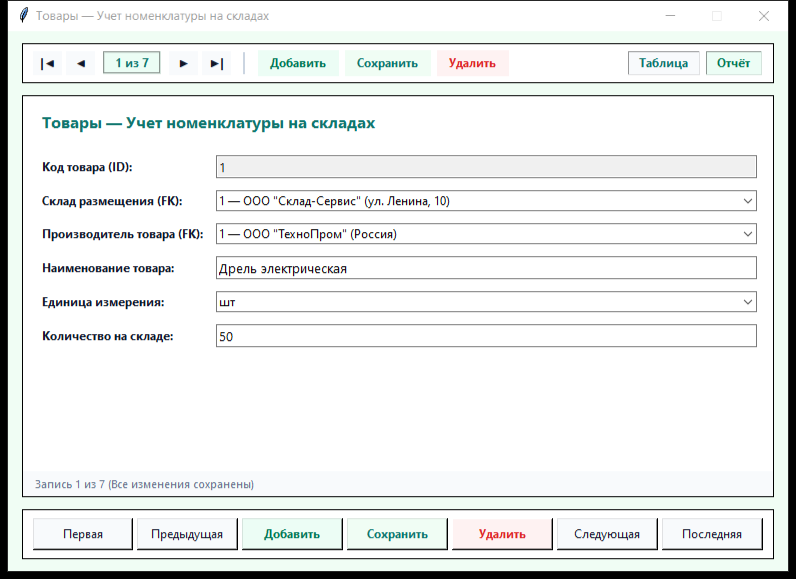 Товары — Учет номенклатуры на складах
|◄ ◄ 1 из 7 ► ►| Добавить Сохранить Удалить Таблица Отчёт
Товары — Учет номенклатуры на складах
Код товара (ID): 1
Склад размещения (FK): 1 — ООО "Склад-Сервис" (ул. Ленина, 10)
Производитель товара (FK): 1 — ООО "ТехноПром" (Россия)
Наименование товара: Дрель электрическая
Единица измерения: шт
Количество на складе: 50
Запись 1 из 7 (Все изменения сохранены)
Первая Предыдущая Добавить Сохранить Удалить Следующая Последняя